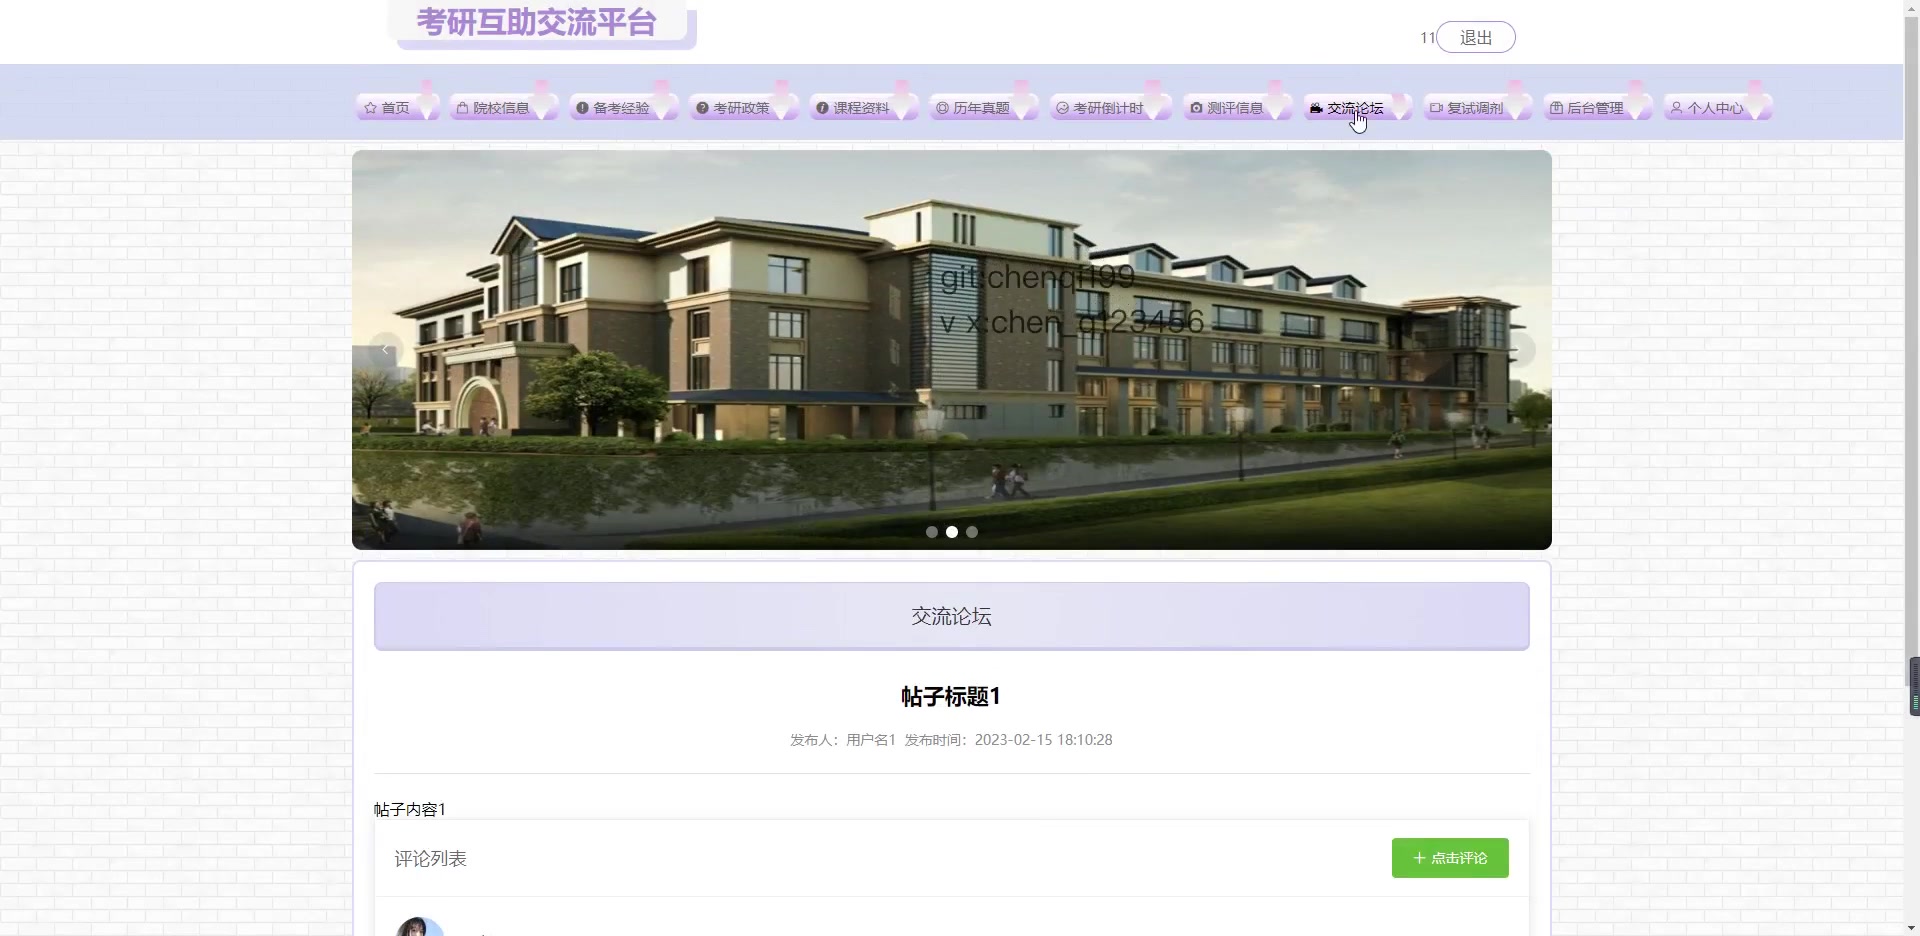 考研互助交流平台
11 退出
首页 院校信息 备考经验 考研政策 课程资料 历年真题 考研倒计时 测评信息 交流论坛 复试调剂 后台管理 个人中心
git:chenqi199
v x:chen_q123456
交流论坛
帖子标题1
发布人：用户名1 发布时间：2023-02-15 18:10:28
帖子内容1
评论列表
点击评论